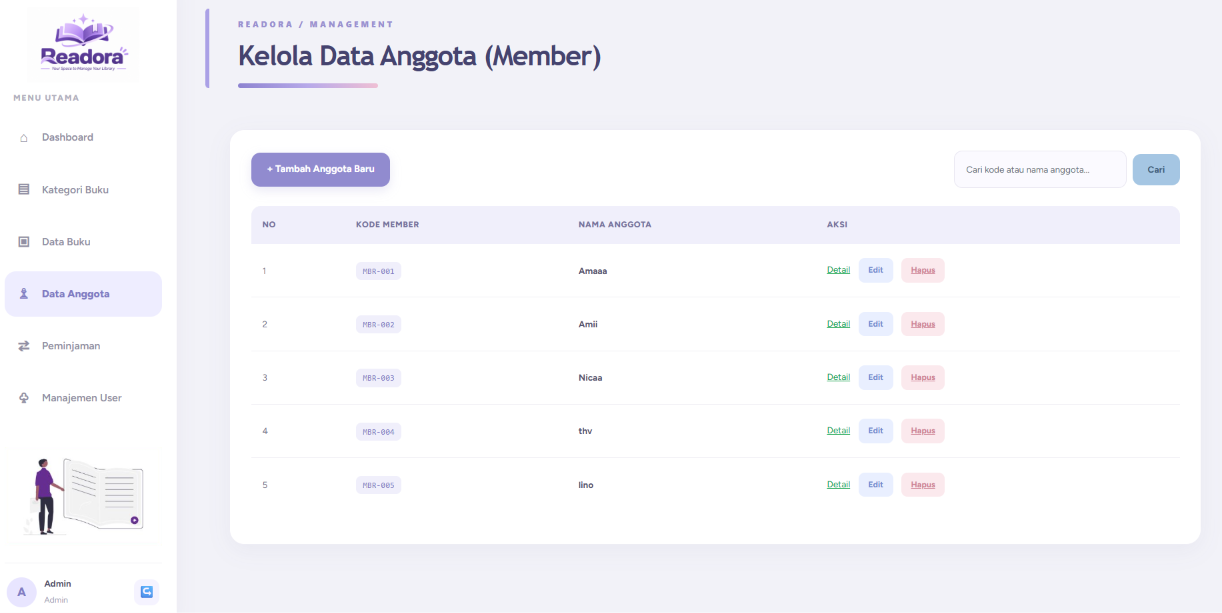 Readora
Your Space to Manage Your Library
MENU UTAMA
Dashboard
Kategori Buku
Data Buku
Data Anggota
Peminjaman
Manajemen User
A
Admin
Admin
READORA / MANAGEMENT
Kelola Data Anggota (Member)
+ Tambah Anggota Baru
Cari kode atau nama anggota...
Cari
NO KODE MEMBER NAMA ANGGOTA AKSI
1 MBR-001 Amaaa Detail Edit Hapus
2 MBR-002 Amii Detail Edit Hapus
3 MBR-003 Nicaa Detail Edit Hapus
4 MBR-004 thv Detail Edit Hapus
5 MBR-005 lino Detail Edit Hapus